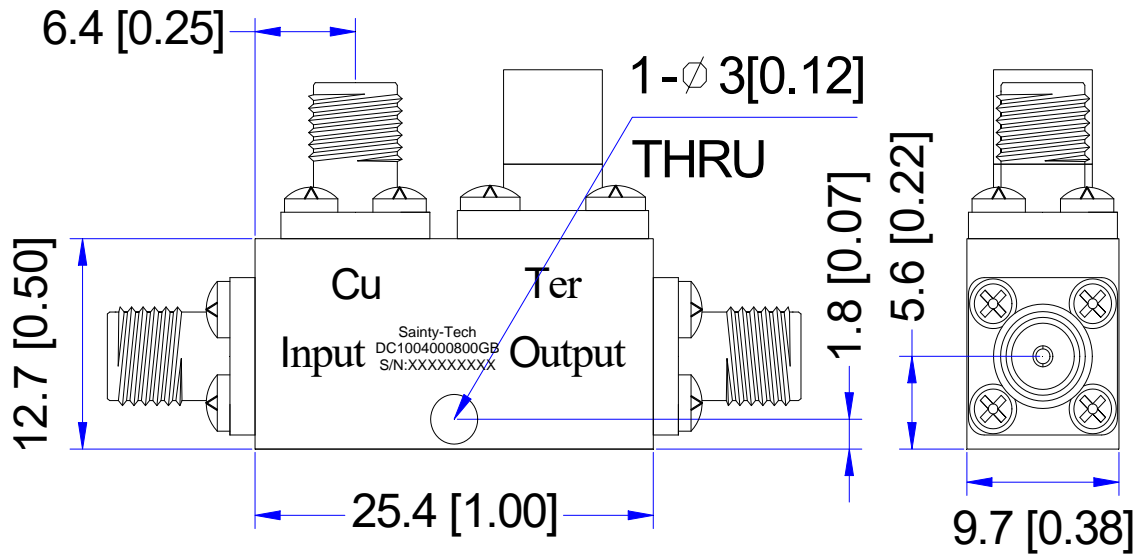 6.4 [0.25]
1-∅ 3[0.12]
THRU
12.7 [0.50]
Cu
Ter
Input
Sainty-Tech
DC1004000800GB
S/N:XXXXXXXXX
Output
1.8 [0.07]
5.6 [0.22]
25.4 [1.00]
9.7 [0.38]